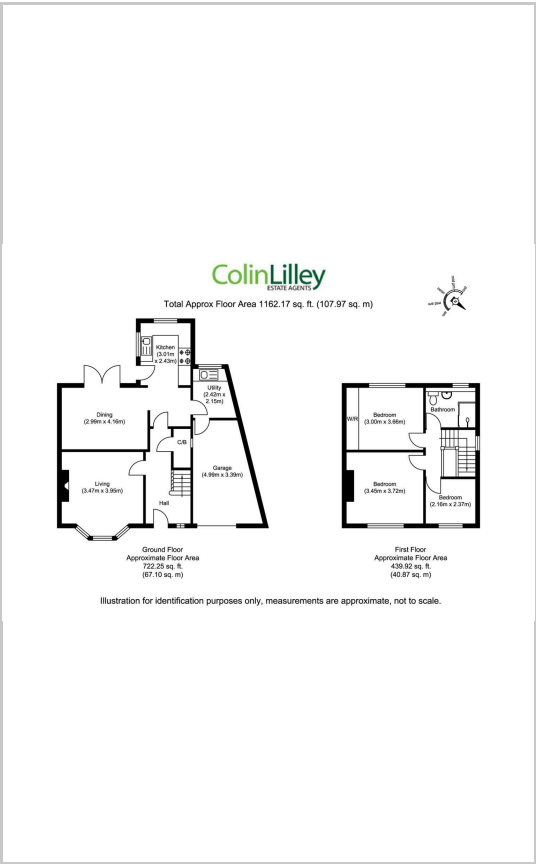 ColinLilley
ESTATE AGENTS
Total Approx Floor Area 1162.17 sq. ft. (107.97 sq. m)
Kitchen
(3.01m
x 2.43m)
Utility
(2.42m x
2.15m)
Dining
(2.99m x 4.16m)
C/B
Garage
(4.99m x 3.39m)
Living
(3.47m x 3.95m)
Hall
Ground Floor
Approximate Floor Area
722.25 sq. ft.
(67.10 sq. m)
W/R
Bedroom
(3.00m x 3.66m)
Bathroom
Bedroom
(3.45m x 3.72m)
Bedroom
(2.16m x 2.37m)
First Floor
Approximate Floor Area
439.92 sq. ft.
(40.87 sq. m)
Illustration for identification purposes only, measurements are approximate, not to scale.